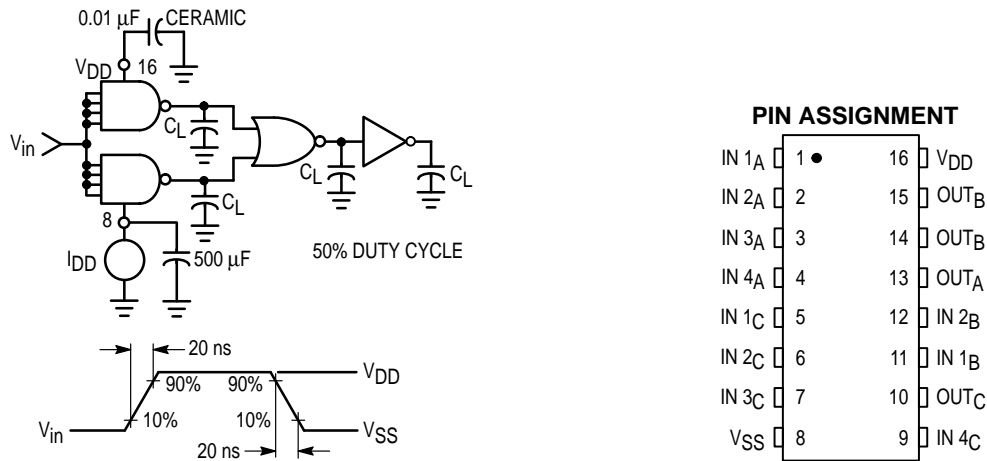 0.01 μF CERAMIC
VDD 16
Vin
CL
CL
CL
CL
8
IDD
500 μF
50% DUTY CYCLE
20 ns
90%
90%
VDD
10%
10%
Vin
VSS
20 ns
PIN ASSIGNMENT
IN 1A 1 16 VDD
IN 2A 2 15 OUTB
IN 3A 3 14 OUTB
IN 4A 4 13 OUTA
IN 1C 5 12 IN 2B
IN 2C 6 11 IN 1B
IN 3C 7 10 OUTC
VSS 8 9 IN 4C